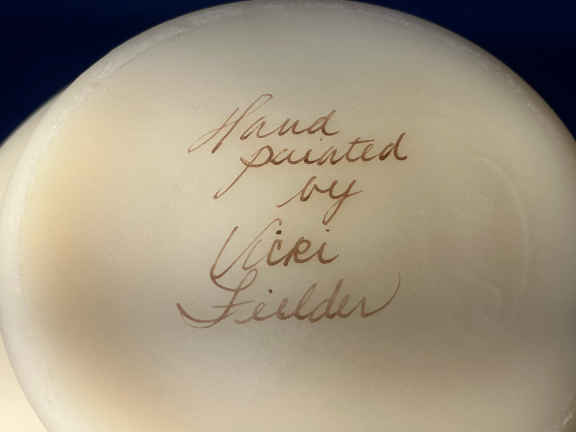 Hand
painted
by
Vicki
Fielder